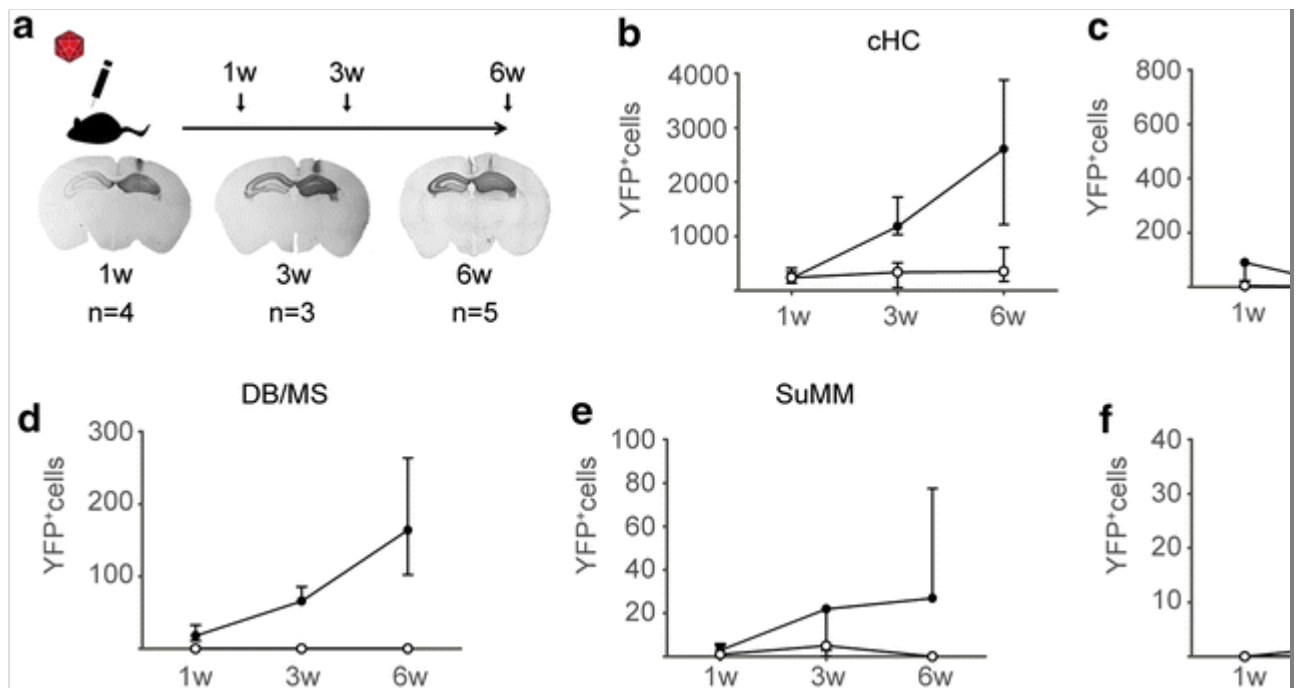 a
1w 3w 6w
1w 3w 6w
n=4 n=3 n=5
b
cHC
YFP⁺cells
4000
3000
2000
1000
1w 3w 6w
c
YFP⁺cells
800
600
400
200
1w
d
DB/MS
YFP⁺cells
300
200
100
1w 3w 6w
e
SuMM
YFP⁺cells
100
80
60
40
20
1w 3w 6w
f
YFP⁺cells
40
30
20
10
1w